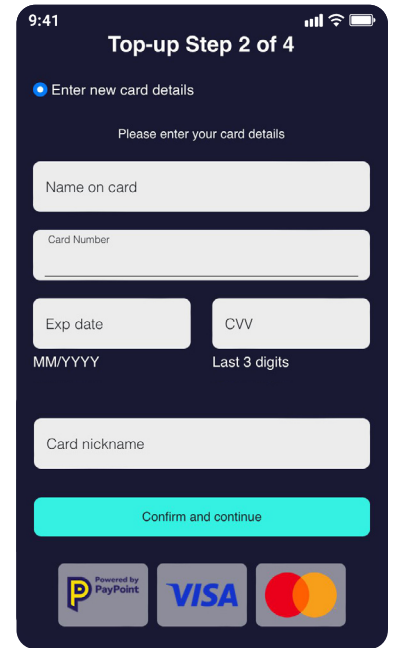 9:41
Top-up Step 2 of 4
Enter new card details
Please enter your card details
Name on card
Card Number
Exp date
CVV
MM/YYYY
Last 3 digits
Card nickname
Confirm and continue
Powered by
PayPoint
VISA